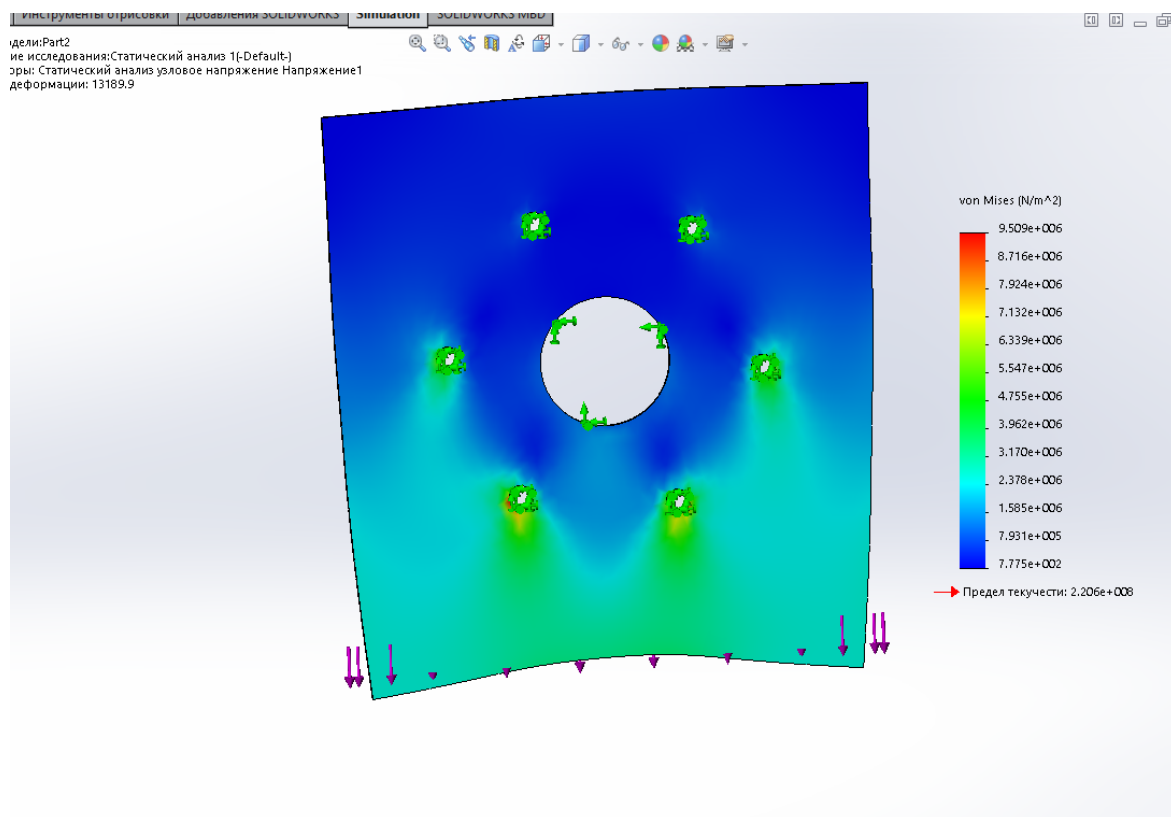 Инструменты отрисовки Добавления SOLIDWORKS Simulation SOLIDWORKS MBD
дели:Part2
ие исследования:Статический анализ 1(-Default-)
оры: Статический анализ узловое напряжение Напряжение1
деформации: 13189.9
von Mises (N/m^2)
9.509e+006
8.716e+006
7.924e+006
7.132e+006
6.339e+006
5.547e+006
4.755e+006
3.962e+006
3.170e+006
2.378e+006
1.585e+006
7.931e+005
7.775e+002
Предел текучести: 2.206e+008